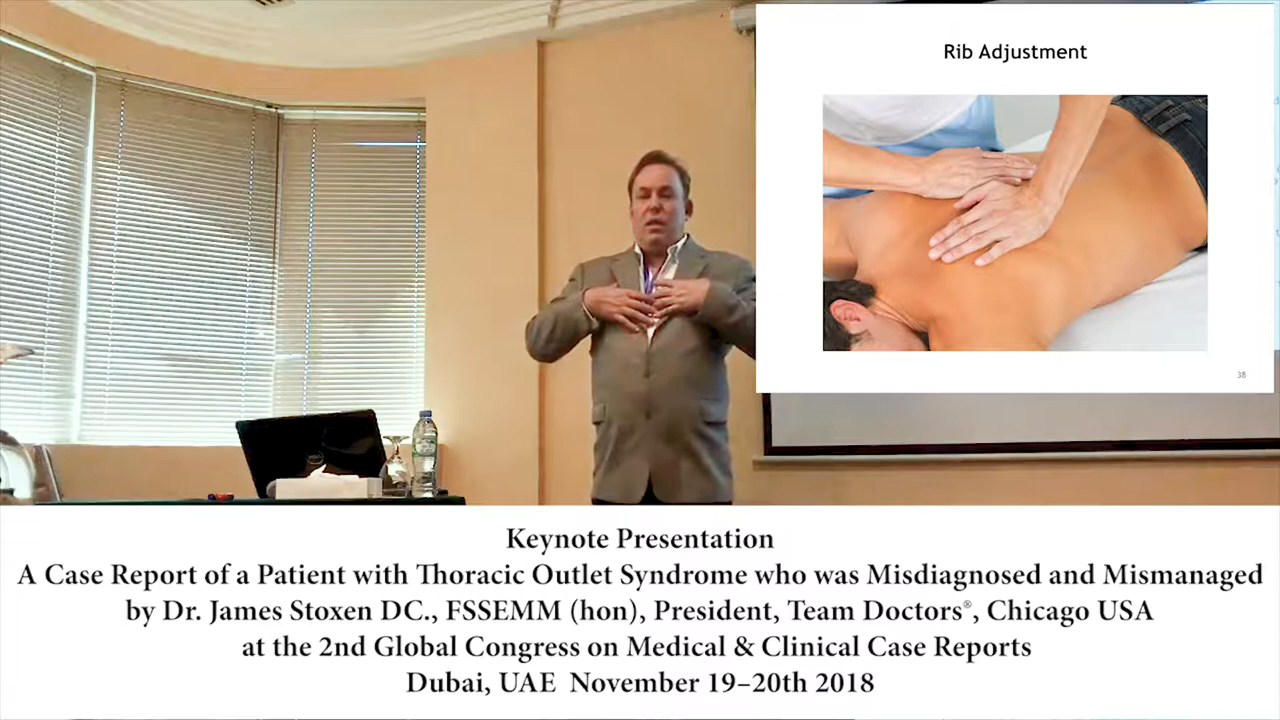 Rib Adjustment
38
Keynote Presentation
A Case Report of a Patient with Thoracic Outlet Syndrome who was Misdiagnosed and Mismanaged
by Dr. James Stoxen DC., FSSEMM (hon), President, Team Doctors®, Chicago USA
at the 2nd Global Congress on Medical & Clinical Case Reports
Dubai, UAE November 19–20th 2018